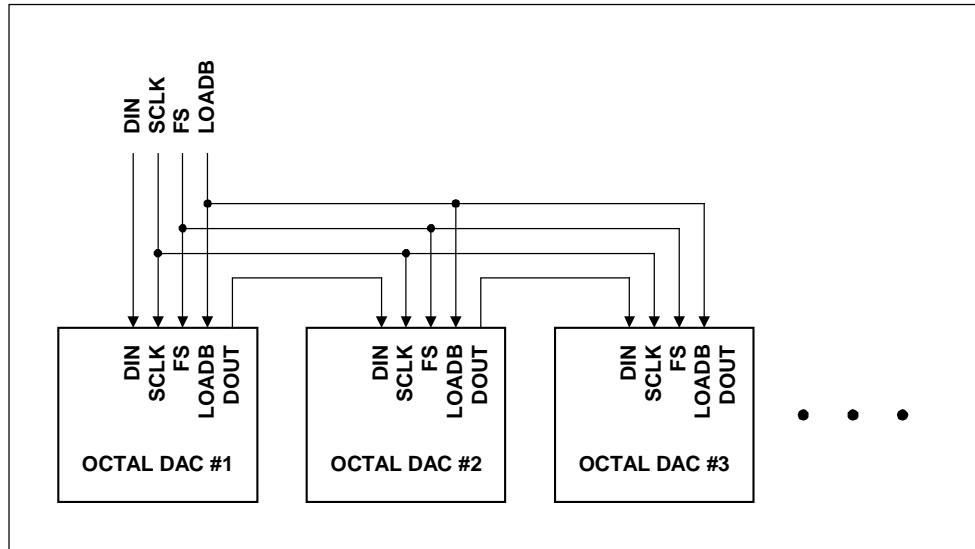 DIN
SCLK
FS
LOADB
DIN
SCLK
FS
LOADB
DOUT
OCTAL DAC #1
DIN
SCLK
FS
LOADB
DOUT
OCTAL DAC #2
DIN
SCLK
FS
LOADB
DOUT
OCTAL DAC #3